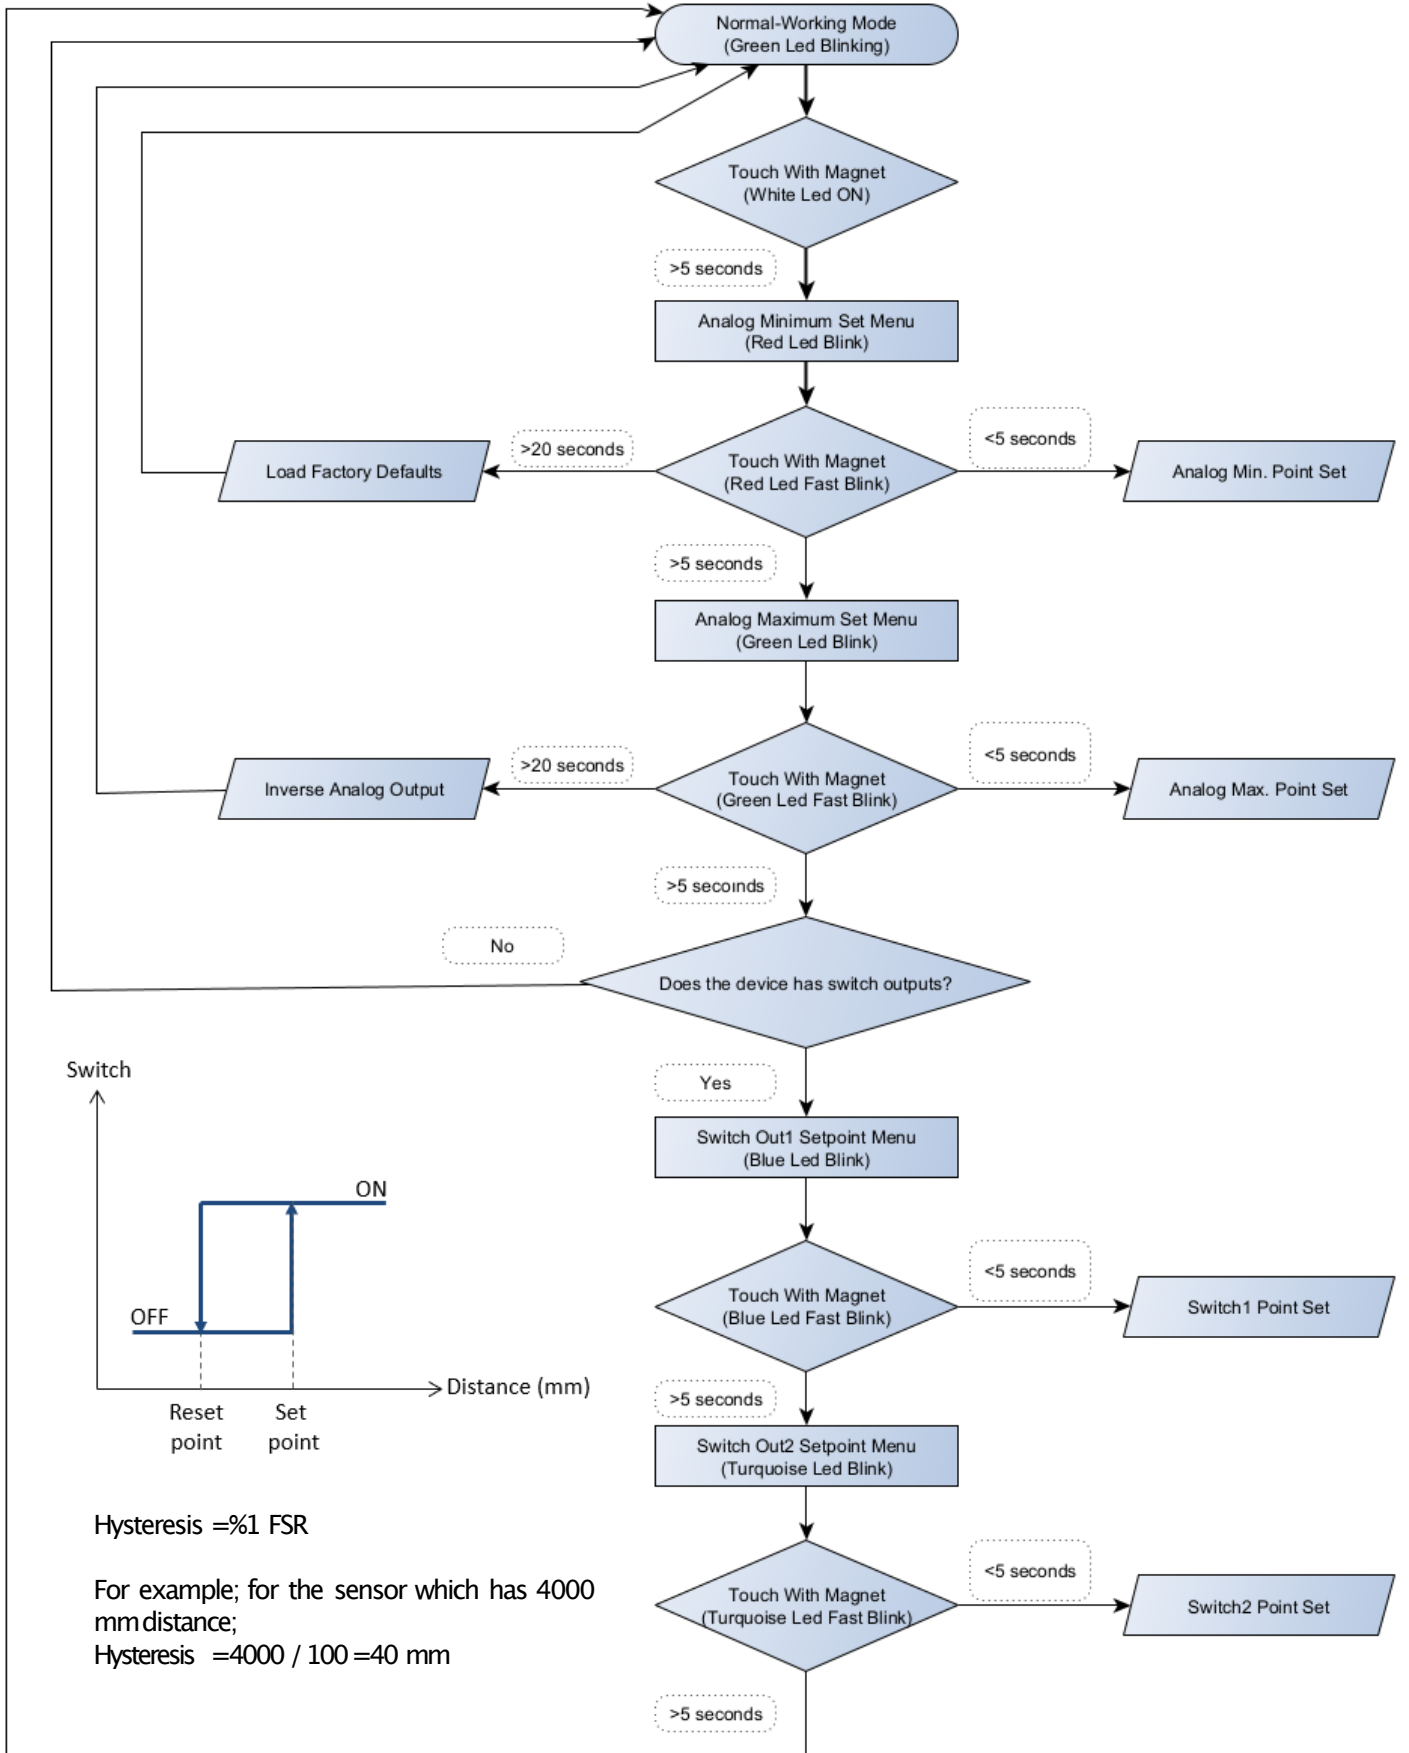 Normal-Working Mode
(Green Led Blinking)
Touch With Magnet
(White Led ON)
>5 seconds
Analog Minimum Set Menu
(Red Led Blink)
>20 seconds
<5 seconds
Load Factory Defaults
Touch With Magnet
(Red Led Fast Blink)
Analog Min. Point Set
>5 seconds
Analog Maximum Set Menu
(Green Led Blink)
>20 seconds
<5 seconds
Inverse Analog Output
Touch With Magnet
(Green Led Fast Blink)
Analog Max. Point Set
>5 seconds
No
Does the device has switch outputs?
Yes
Switch Out1 Setpoint Menu
(Blue Led Blink)
<5 seconds
Touch With Magnet
(Blue Led Fast Blink)
Switch1 Point Set
>5 seconds
Switch Out2 Setpoint Menu
(Turquoise Led Blink)
<5 seconds
Touch With Magnet
(Turquoise Led Fast Blink)
Switch2 Point Set
>5 seconds
Switch
ON
OFF
Distance (mm)
Reset
point
Set
point
Hysteresis =%1 FSR
For example; for the sensor which has 4000
mm distance;
Hysteresis =4000 / 100 =40 mm